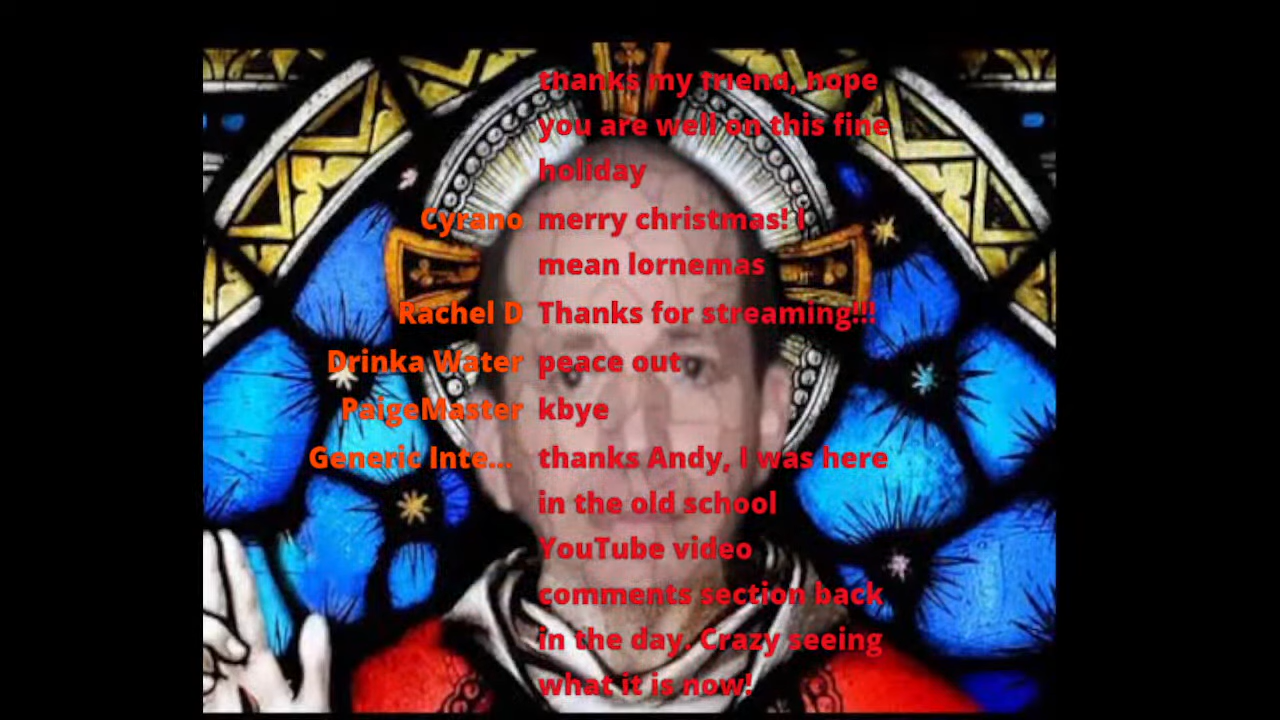 thanks my friend, hope
you are well on this fine
holiday
Cyrano merry christmas! I
mean lornemas
Rachel D Thanks for streaming!!!
Drinka Water peace out
PaigeMaster kbye
Generic Inte... thanks Andy, I was here
in the old school
YouTube video
comments section back
in the day. Crazy seeing
what it is now!